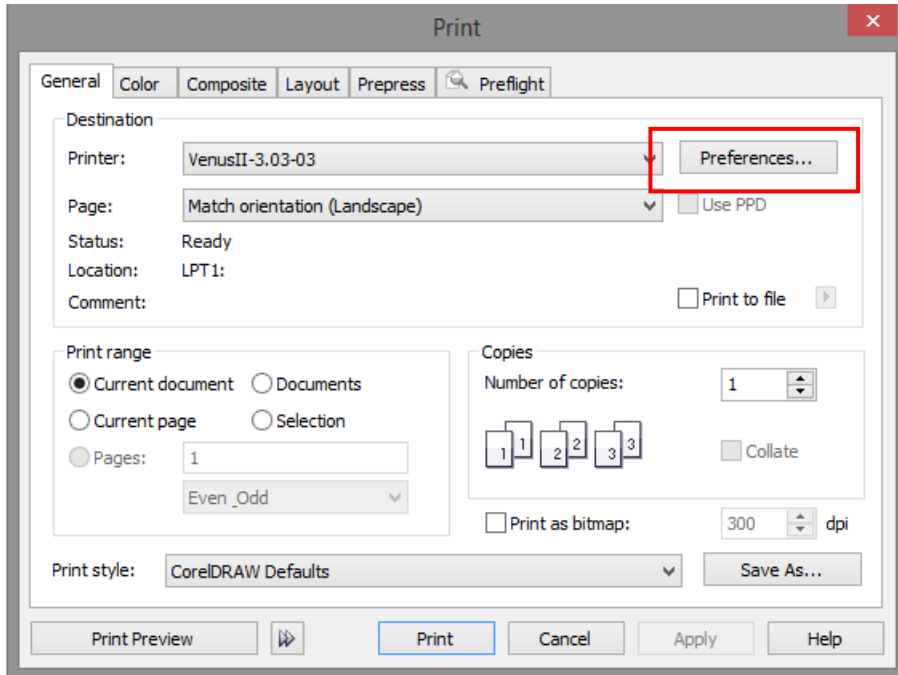 Print
General Color Composite Layout Prepress Preflight
Destination
Printer: VenusII-3.03-03 Preferences...
Page: Match orientation (Landscape) Use PPD
Status: Ready
Location: LPT1:
Comment: Print to file
Print range
Current document Documents
Current page Selection
Pages: 1
Even _Odd
Copies
Number of copies: 1
1 1 2 2 3 3
Collate
Print as bitmap: 300 dpi
Print style: CorelDRAW Defaults Save As...
Print Preview Print Cancel Apply Help